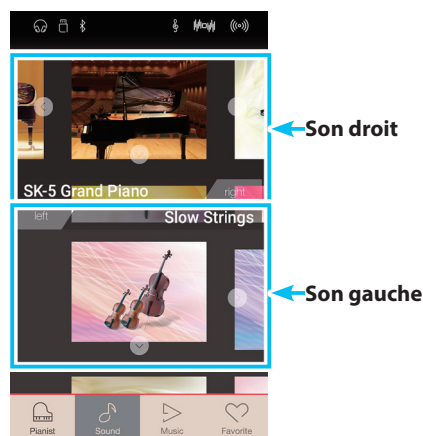 Son droit
SK-5 Grand Piano
right
left
Slow Strings
Son gauche
Pianist
Sound
Music
Favorite